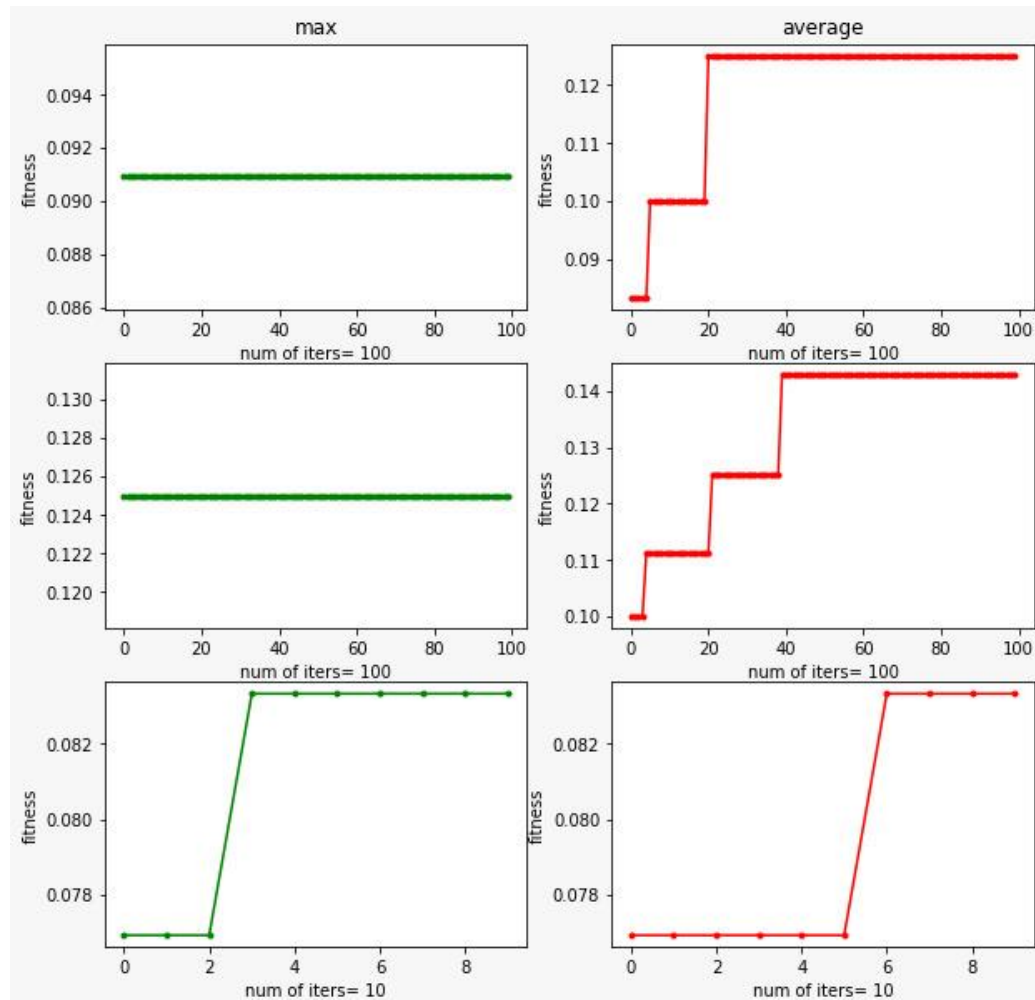 max
average
0.094
0.092
0.090
0.088
0.086
fitness
0 20 40 60 80 100
num of iters= 100
0.12
0.11
0.10
0.09
fitness
0 20 40 60 80 100
num of iters= 100
0.130
0.128
0.126
0.124
0.122
0.120
fitness
0 20 40 60 80 100
num of iters= 100
0.14
0.13
0.12
0.11
0.10
fitness
0 20 40 60 80 100
num of iters= 100
0.082
0.080
0.078
fitness
0 2 4 6 8
num of iters= 10
0.082
0.080
0.078
fitness
0 2 4 6 8
num of iters= 10